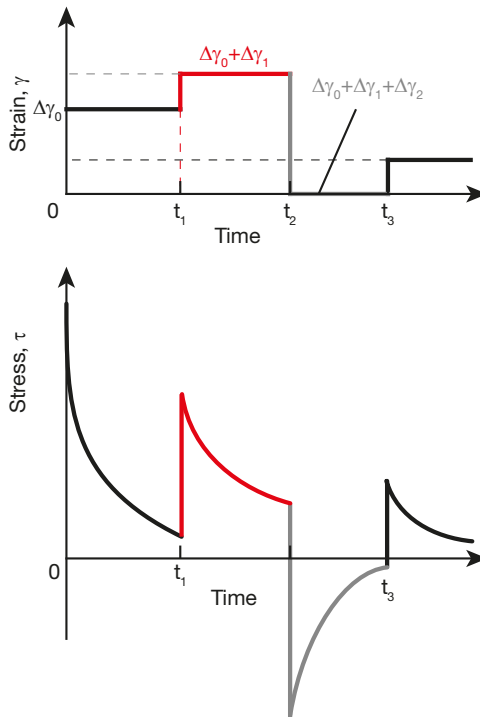 Δγ₀+Δγ₁
Δγ₀+Δγ₁+Δγ₂
Strain, γ
Δγ₀
0
t₁
t₂
t₃
Time
Stress, τ
0
t₁
t₃
Time